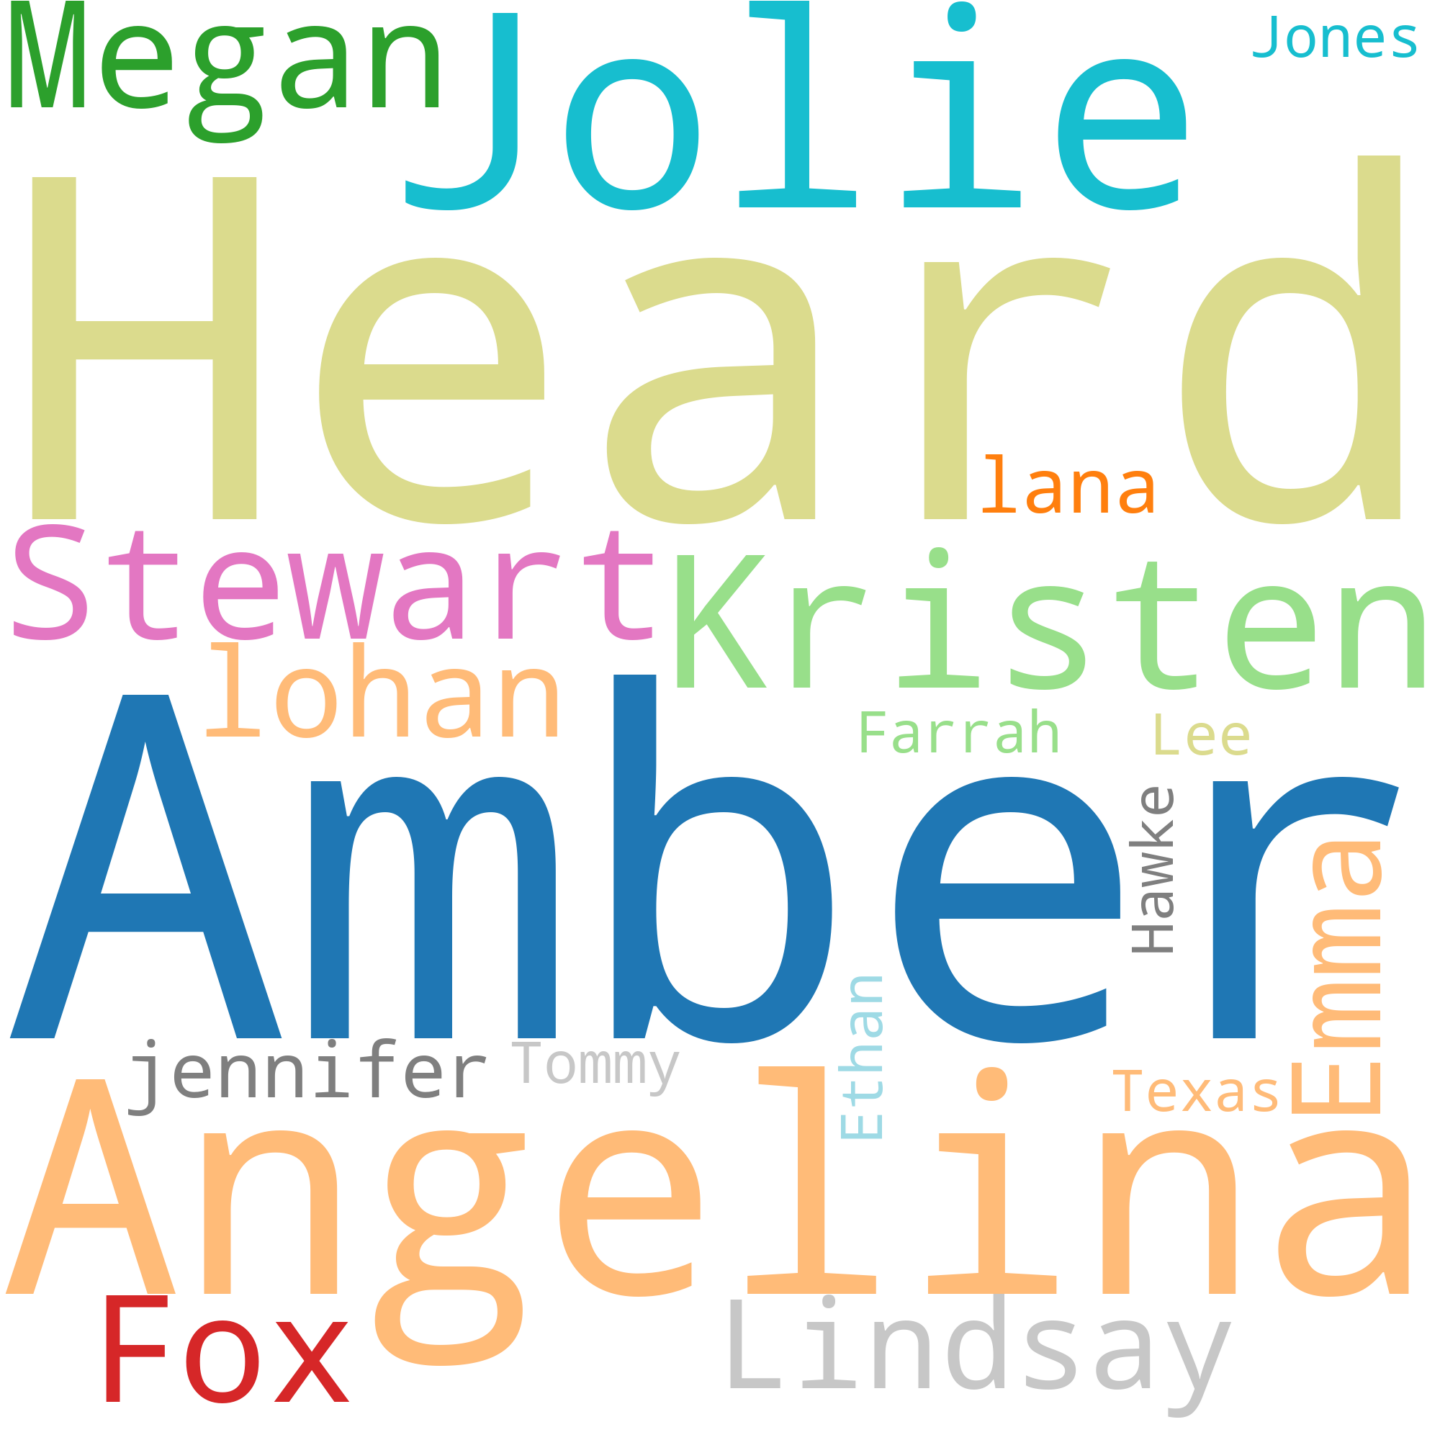 Megan
Jolie
Jones
Heard
lana
Stewart
Kristen
lohan
Farrah
Lee
Amber
Hawke
Emma
Ethan
jennifer
Tommy
Texas
Angelina
Fox
Lindsay